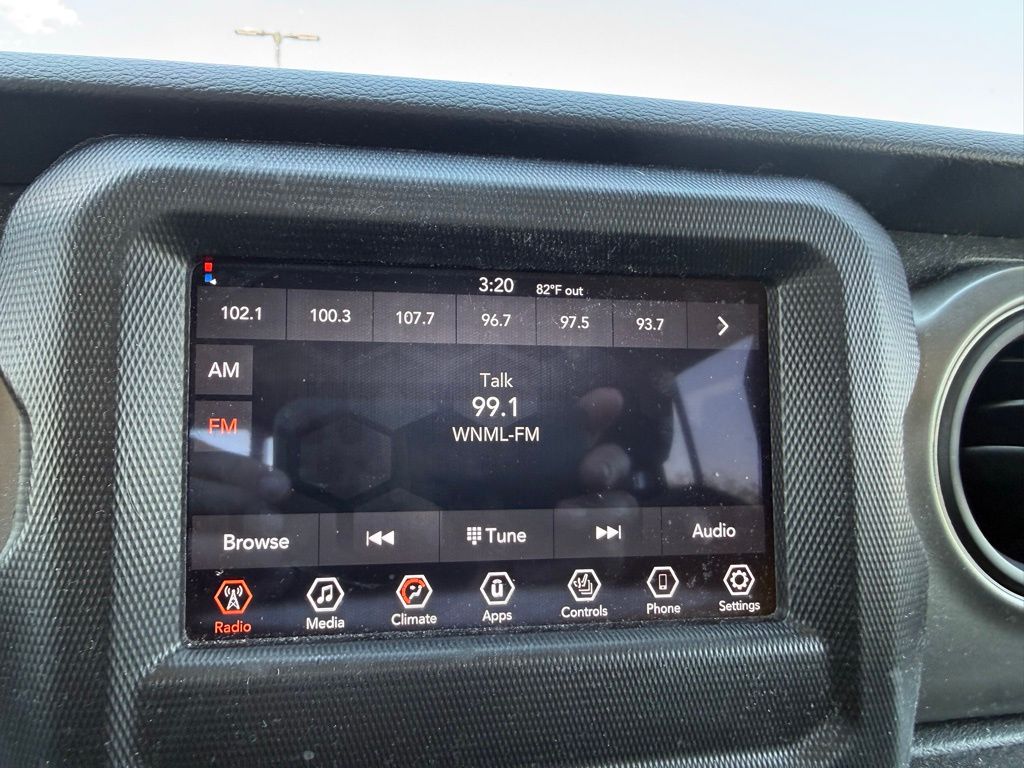 3:20 82°F out
102.1 100.3 107.7 96.7 97.5 93.7
AM
Talk
99.1
FM
WNML-FM
Browse Tune Audio
Radio Media Climate Apps Controls Phone Settings